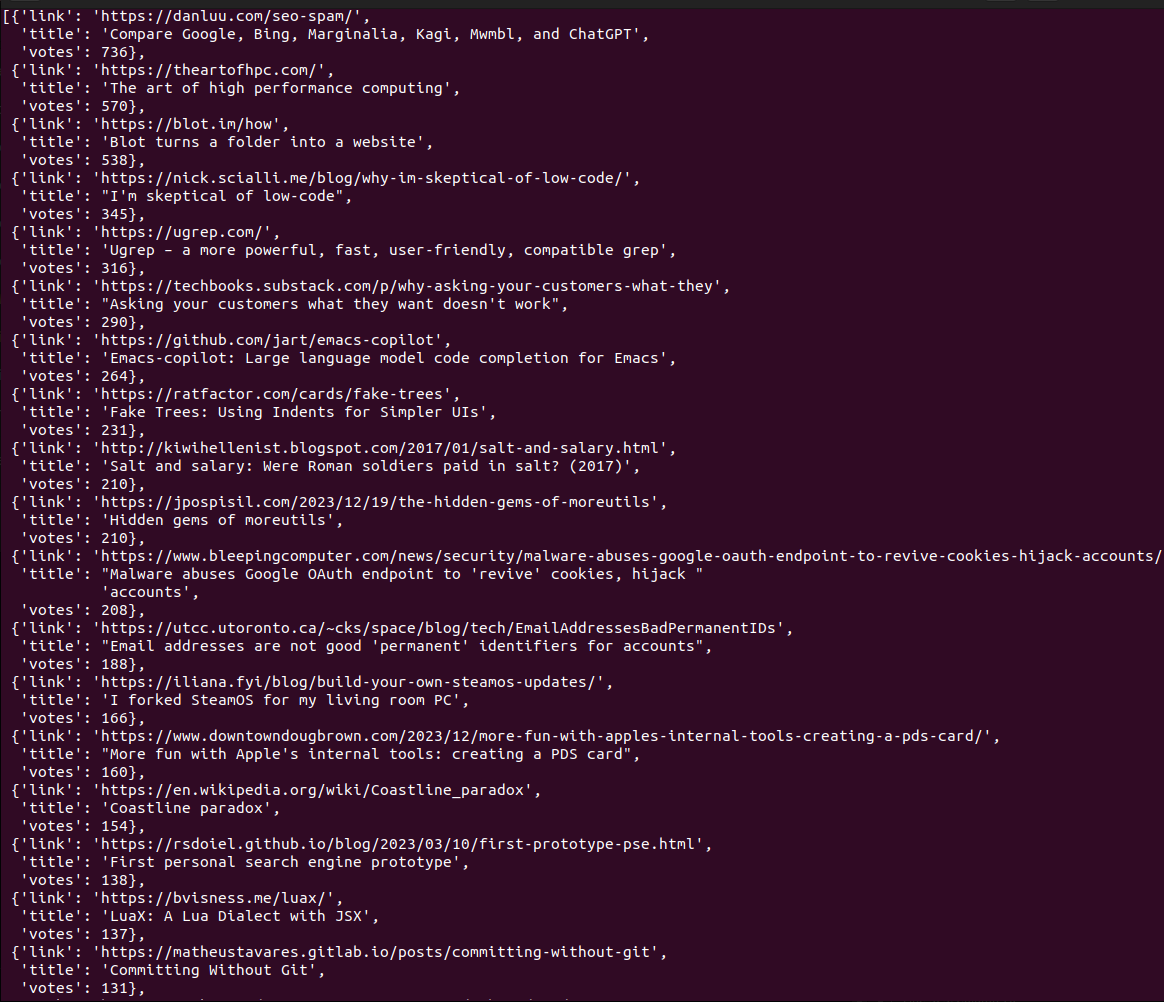 [{'link': 'https://danluu.com/seo-spam/',
  'title': 'Compare Google, Bing, Marginalia, Kagi, Mwmbl, and ChatGPT',
  'votes': 736},
 {'link': 'https://theartofhpc.com/',
  'title': 'The art of high performance computing',
  'votes': 570},
 {'link': 'https://blot.im/how',
  'title': 'Blot turns a folder into a website',
  'votes': 538},
 {'link': 'https://nick.scialli.me/blog/why-im-skeptical-of-low-code/',
  'title': "I'm skeptical of low-code",
  'votes': 345},
 {'link': 'https://ugrep.com/',
  'title': 'Ugrep – a more powerful, fast, user-friendly, compatible grep',
  'votes': 316},
 {'link': 'https://techbooks.substack.com/p/why-asking-your-customers-what-they',
  'title': "Asking your customers what they want doesn't work",
  'votes': 290},
 {'link': 'https://github.com/jart/emacs-copilot',
  'title': 'Emacs-copilot: Large language model code completion for Emacs',
  'votes': 264},
 {'link': 'https://ratfactor.com/cards/fake-trees',
  'title': 'Fake Trees: Using Indents for Simpler UIs',
  'votes': 231},
 {'link': 'http://kiwihellenist.blogspot.com/2017/01/salt-and-salary.html',
  'title': 'Salt and salary: Were Roman soldiers paid in salt? (2017)',
  'votes': 210},
 {'link': 'https://jpospisil.com/2023/12/19/the-hidden-gems-of-moreutils',
  'title': 'Hidden gems of moreutils',
  'votes': 210},
 {'link': 'https://www.bleepingcomputer.com/news/security/malware-abuses-google-oauth-endpoint-to-revive-cookies-hijack-accounts/
  'title': "Malware abuses Google OAuth endpoint to 'revive' cookies, hijack "
           'accounts',
  'votes': 208},
 {'link': 'https://utcc.utoronto.ca/~cks/space/blog/tech/EmailAddressesBadPermanentIDs',
  'title': "Email addresses are not good 'permanent' identifiers for accounts",
  'votes': 188},
 {'link': 'https://iliana.fyi/blog/build-your-own-steamos-updates/',
  'title': 'I forked SteamOS for my living room PC',
  'votes': 166},
 {'link': 'https://www.downtowndougbrown.com/2023/12/more-fun-with-apples-internal-tools-creating-a-pds-card/',
  'title': "More fun with Apple's internal tools: creating a PDS card",
  'votes': 160},
 {'link': 'https://en.wikipedia.org/wiki/Coastline_paradox',
  'title': 'Coastline paradox',
  'votes': 154},
 {'link': 'https://rsdoiel.github.io/blog/2023/03/10/first-prototype-pse.html',
  'title': 'First personal search engine prototype',
  'votes': 138},
 {'link': 'https://bvisness.me/luax/',
  'title': 'LuaX: A Lua Dialect with JSX',
  'votes': 137},
 {'link': 'https://matheustavares.gitlab.io/posts/committing-without-git',
  'title': 'Committing Without Git',
  'votes': 131},